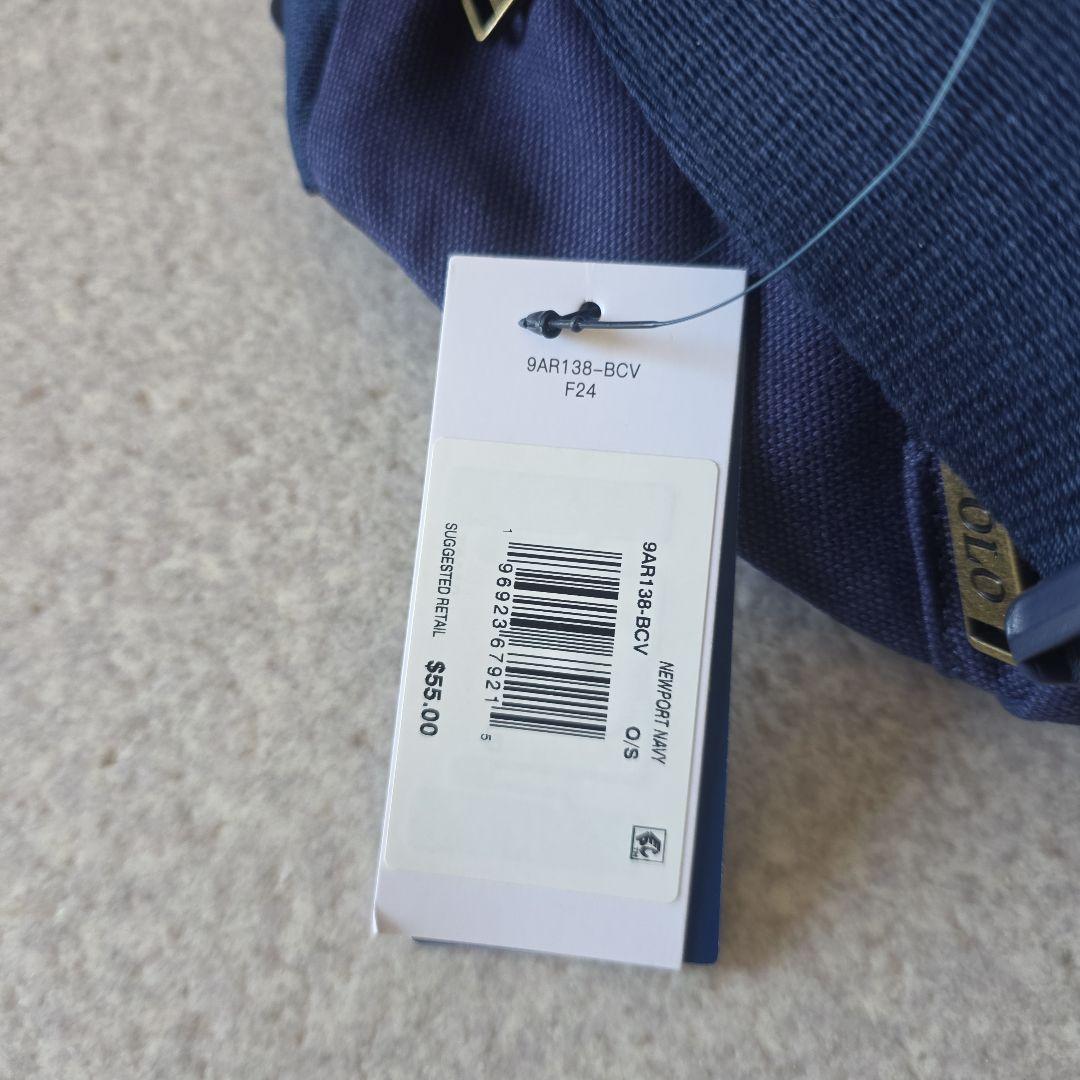 9AR138-BCV
F24
9AR138-BCV
NEWPORT NAVY
O/S
1 96923 67921 5
SUGGESTED RETAIL $55.00
OLO